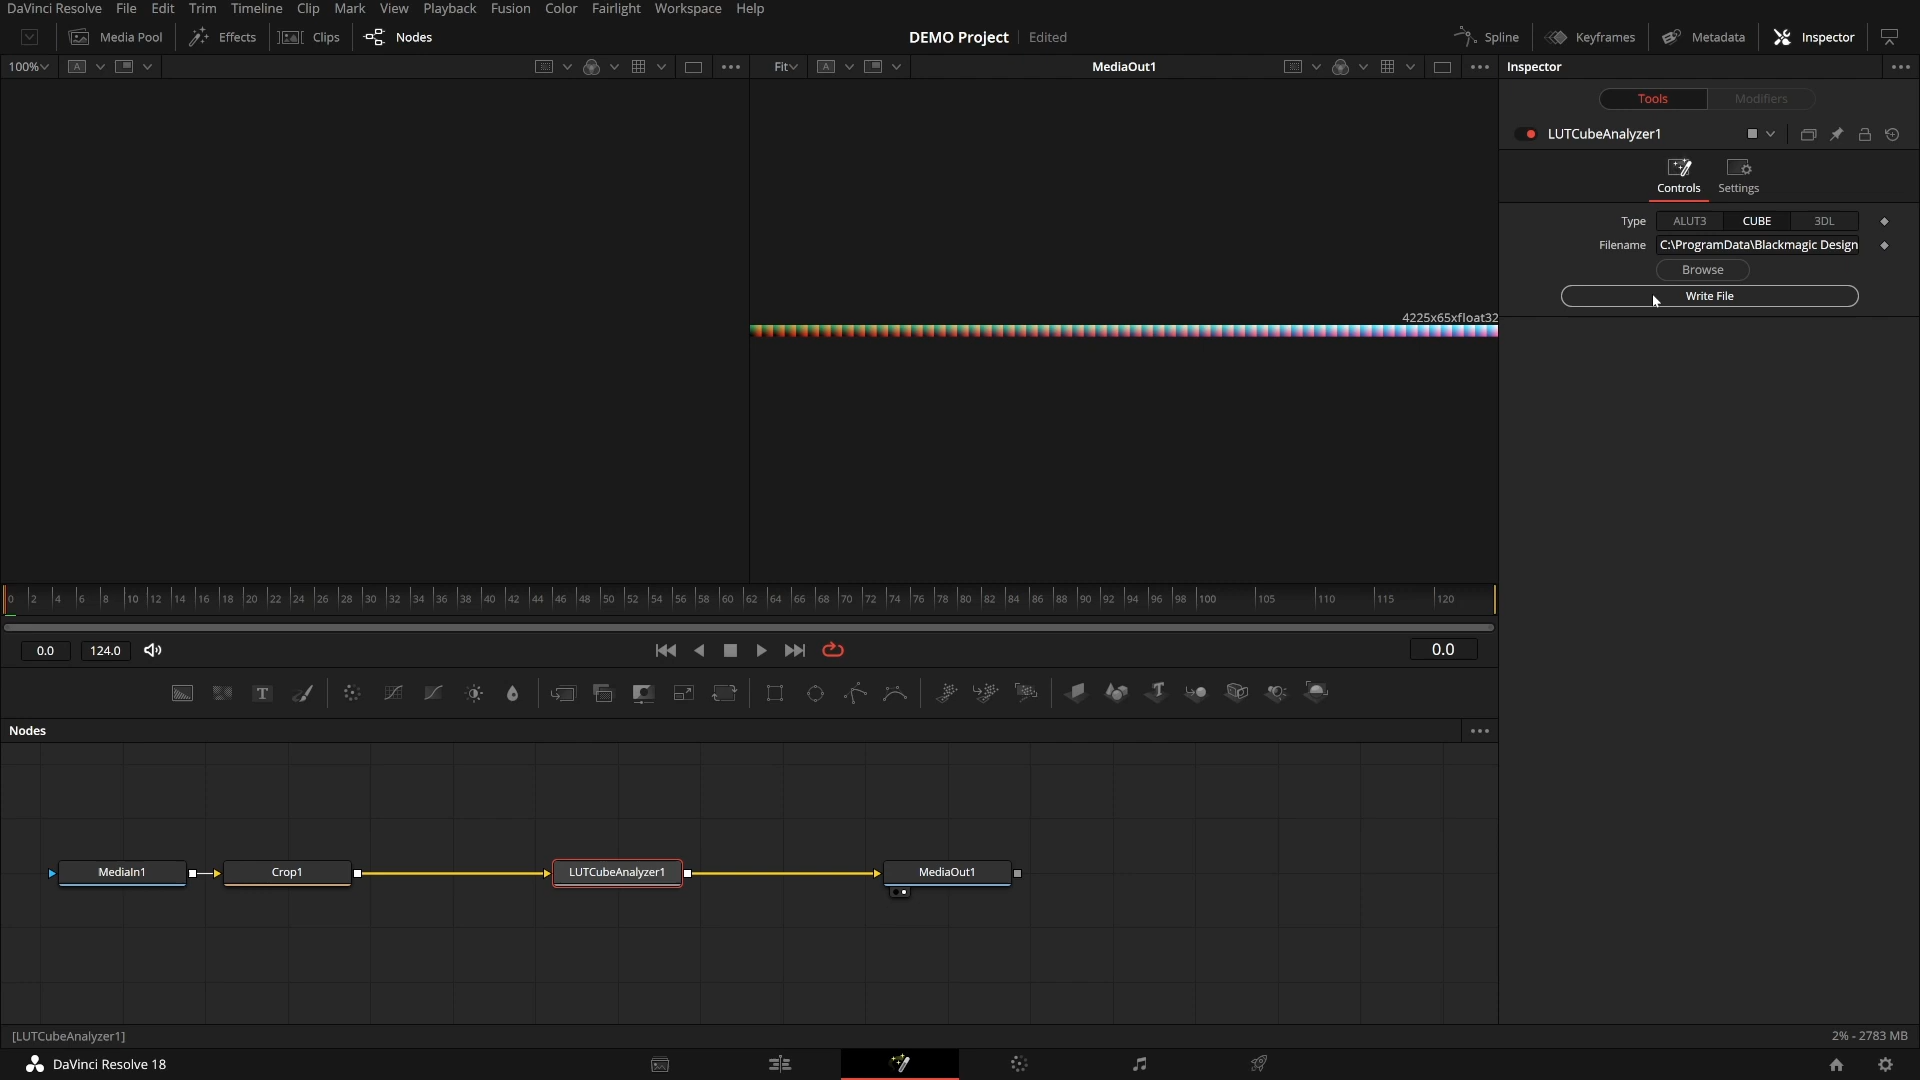 DaVinci Resolve File Edit Trim Timeline Clip Mark View Playback Fusion Color Fairlight Workspace Help
Media Pool Effects Clips Nodes DEMO Project Edited Spline Keyframes Metadata Inspector
100% A Fit A MediaOut1 Inspector
Tools Modifiers
LUTCubeAnalyzer1
Controls Settings
Type ALUT3 CUBE 3DL
Filename C:\ProgramData\Blackmagic Design
Browse
Write File
4225x65xfloat32
0 2 4 6 8 10 12 14 16 18 20 22 24 26 28 30 32 34 36 38 40 42 44 46 48 50 52 54 56 58 60 62 64 66 68 70 72 74 76 78 80 82 84 86 88 90 92 94 96 98 100 105 110 115 120
0.0 124.0 0.0
T T
Nodes
MediaIn1 Crop1 LUTCubeAnalyzer1 MediaOut1
[LUTCubeAnalyzer1] 2% - 2783 MB
DaVinci Resolve 18